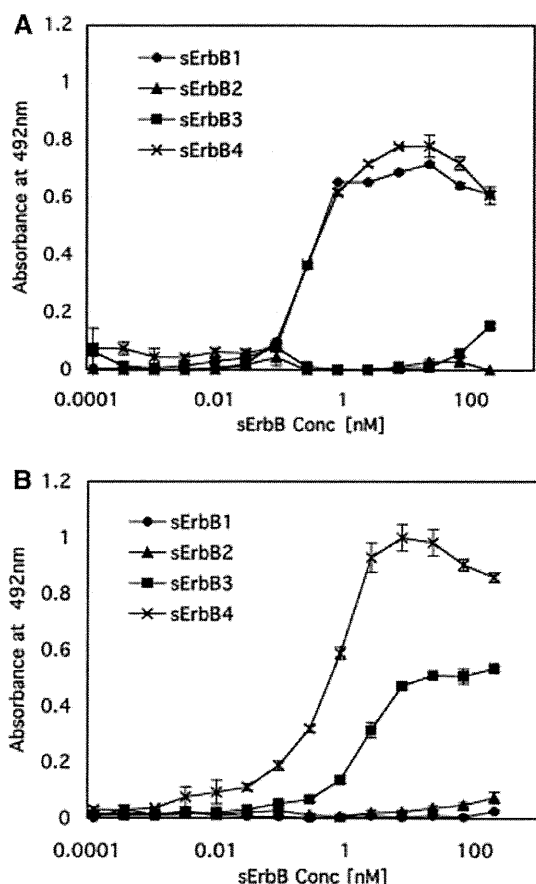 A
1.2
1
0.8
0.6
0.4
0.2
0
Absorbance at 492nm
sErbB1
sErbB2
sErbB3
sErbB4
0.0001
0.01
1
100
sErbB Conc [nM]
B
1.2
1
0.8
0.6
0.4
0.2
0
Absorbance at 492nm
sErbB1
sErbB2
sErbB3
sErbB4
0.0001
0.01
1
100
sErbB Conc [nM]